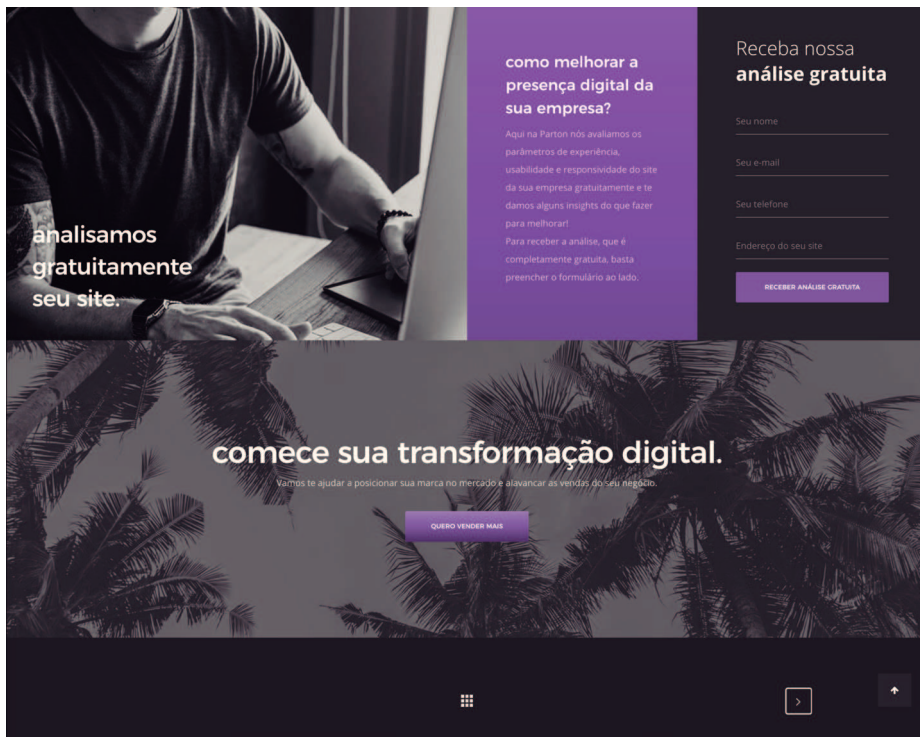 analisamos
gratuitamente
seu site.
como melhorar a
presença digital da
sua empresa?
Aqui na Parton nós avaliamos os
parâmetros de experiência,
usabilidade e responsividade do site
da sua empresa gratuitamente e te
damos alguns insights do que fazer
para melhorar!
Para receber a análise, que é
completamente gratuita, basta
preencher o formulário ao lado.
Receba nossa
análise gratuita
Seu nome
Seu e-mail
Seu telefone
Endereço do seu site
RECEBER ANÁLISE GRATUITA
comece sua transformação digital.
Vamos te ajudar a posicionar sua marca no mercado e alavancar as vendas do seu negócio.
QUERO VENDER MAIS